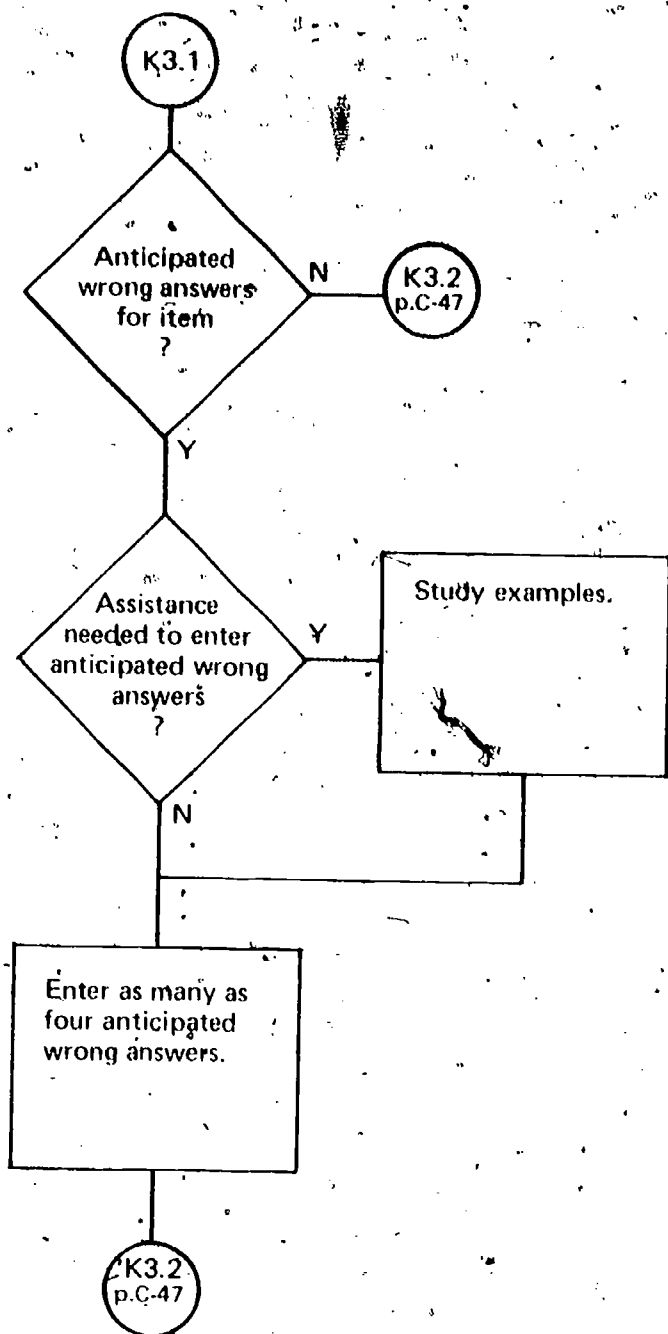 K3.1
Anticipated
wrong answers
for item
?
N
K3.2
p.C-47
Y
Assistance
needed to enter
anticipated wrong
answers
?
Y
Study examples.
N
Enter as many as
four anticipated
wrong answers.
K3.2
p.C-47